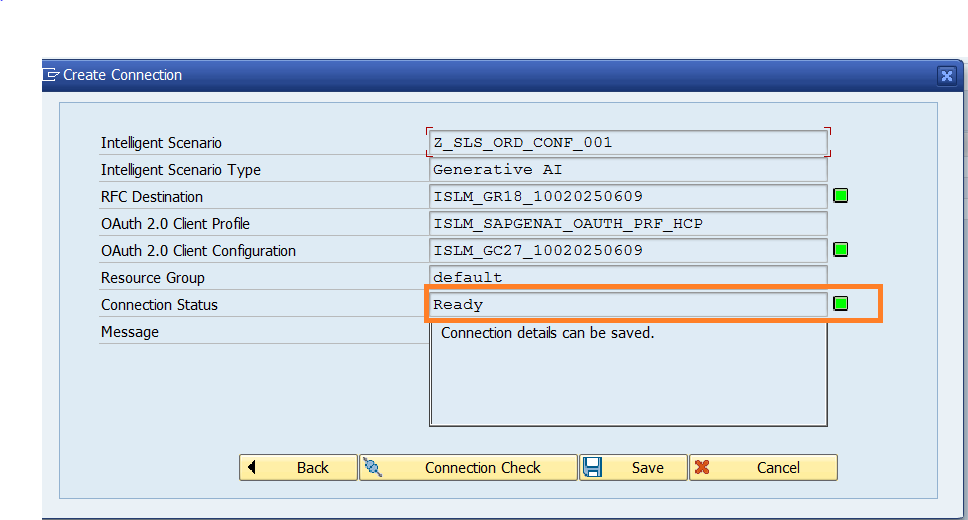 Create Connection
Intelligent Scenario Z_SLS_ORD_CONF_001
Intelligent Scenario Type Generative AI
RFC Destination ISLM_GR18_10020250609
OAuth 2.0 Client Profile ISLM_SAPGENAI_OAUTH_PRF_HCP
OAuth 2.0 Client Configuration ISLM_GC27_10020250609
Resource Group default
Connection Status Ready
Message Connection details can be saved.
Back Connection Check Save Cancel